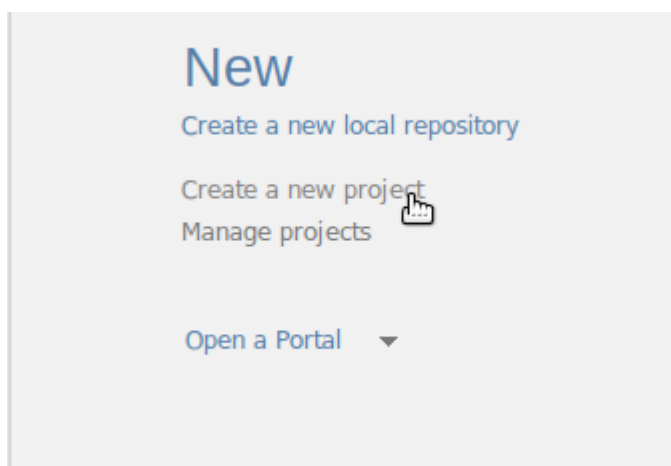 New
Create a new local repository
Create a new project
Manage projects
Open a Portal